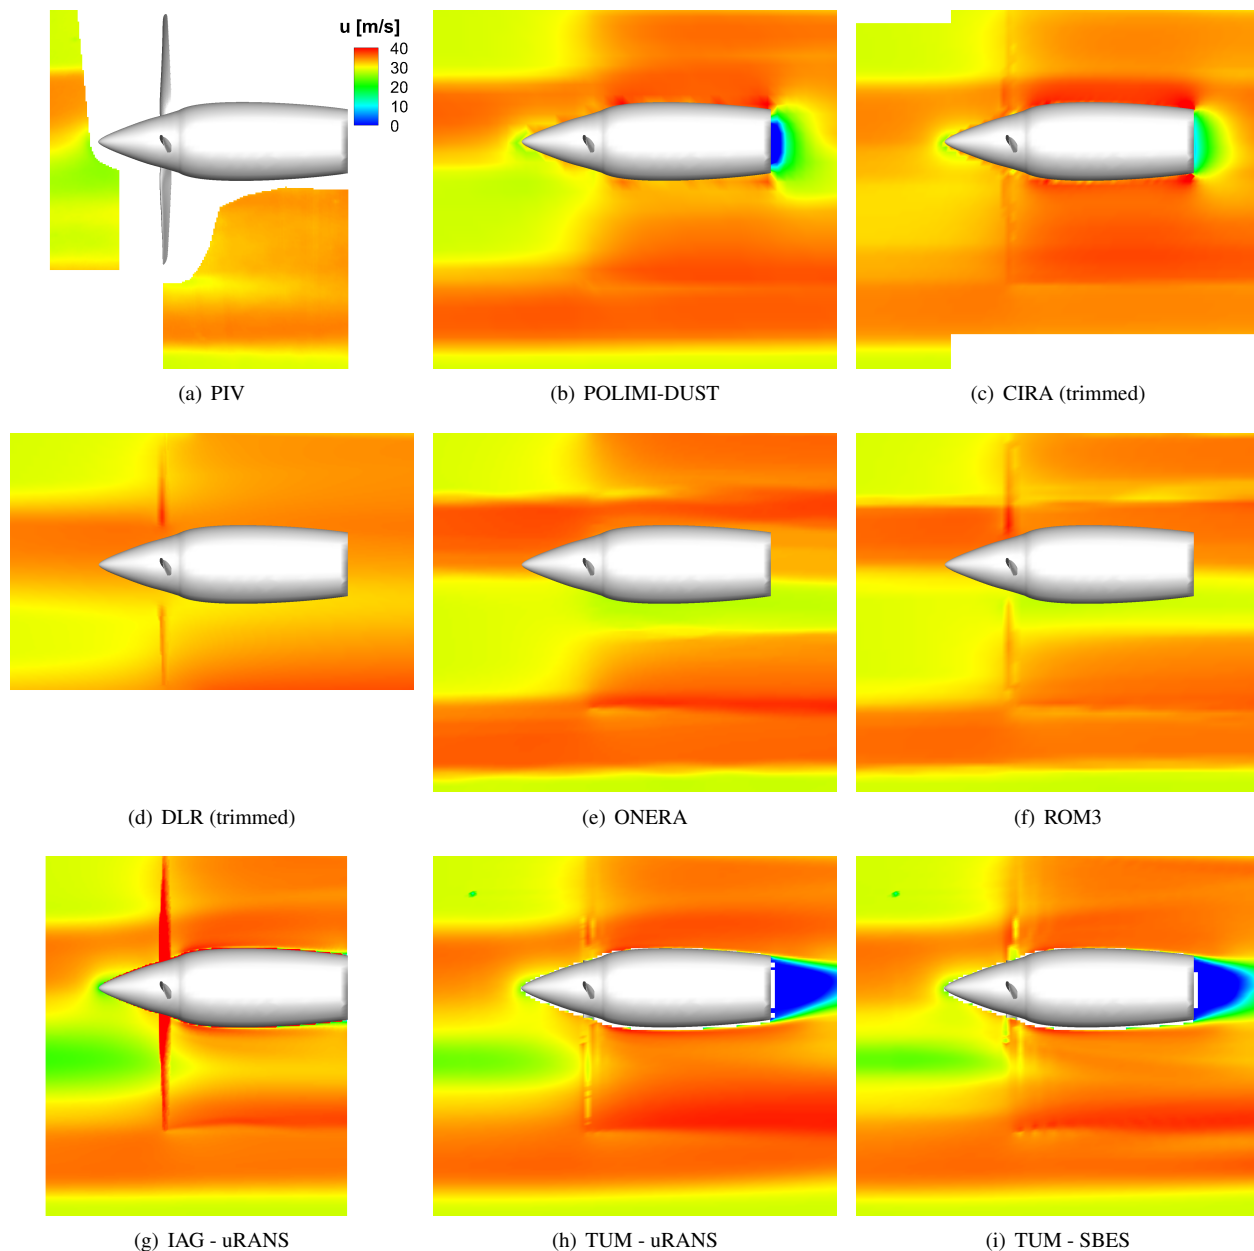 u [m/s]
40
30
20
10
0
(a) PIV
(b) POLIMI-DUST
(c) CIRA (trimmed)
(d) DLR (trimmed)
(e) ONERA
(f) ROM3
(g) IAG - uRANS
(h) TUM - uRANS
(i) TUM - SBES